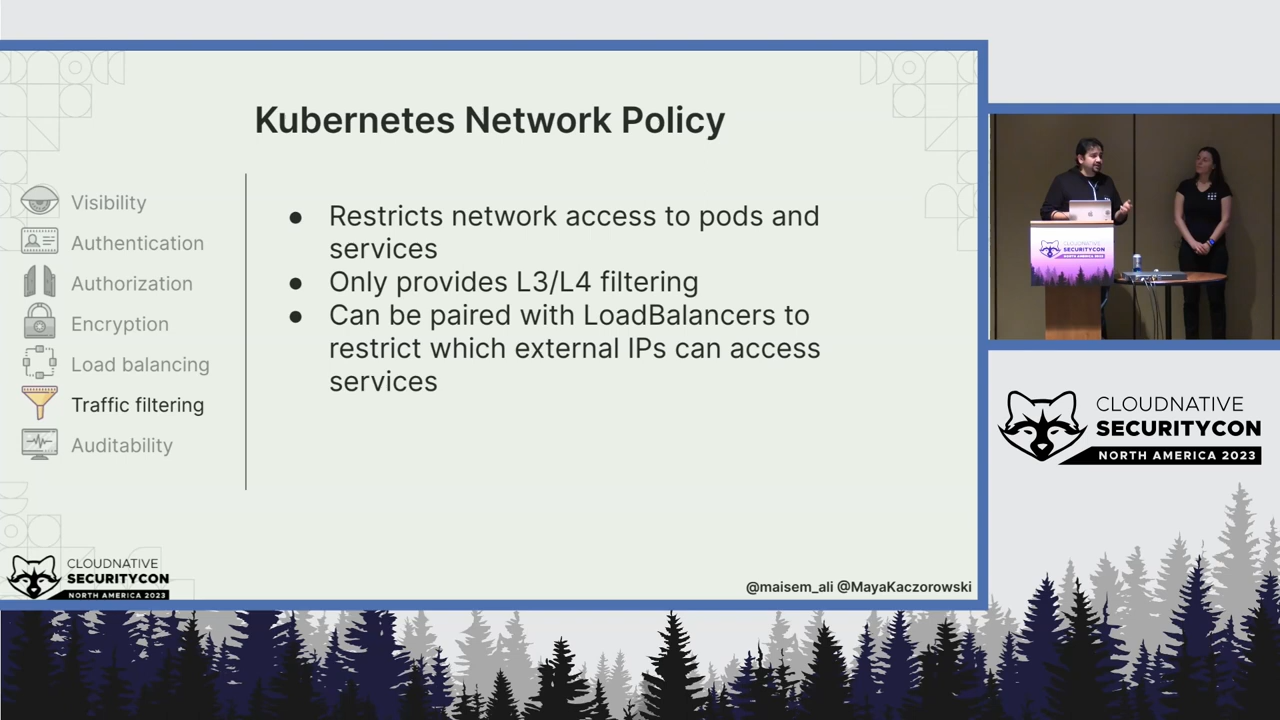 Kubernetes Network Policy
Visibility
Authentication
Authorization
Encryption
Load balancing
Traffic filtering
Auditability
● Restricts network access to pods and
services
● Only provides L3/L4 filtering
● Can be paired with LoadBalancers to
restrict which external IPs can access
services
CLOUDNATIVE
SECURITYCON
NORTH AMERICA 2023
@maisem_ali @MayaKaczorowski
CLOUDNATIVE
SECURITYCON
CLOUDNATIVE
SECURITYCON
NORTH AMERICA 2023